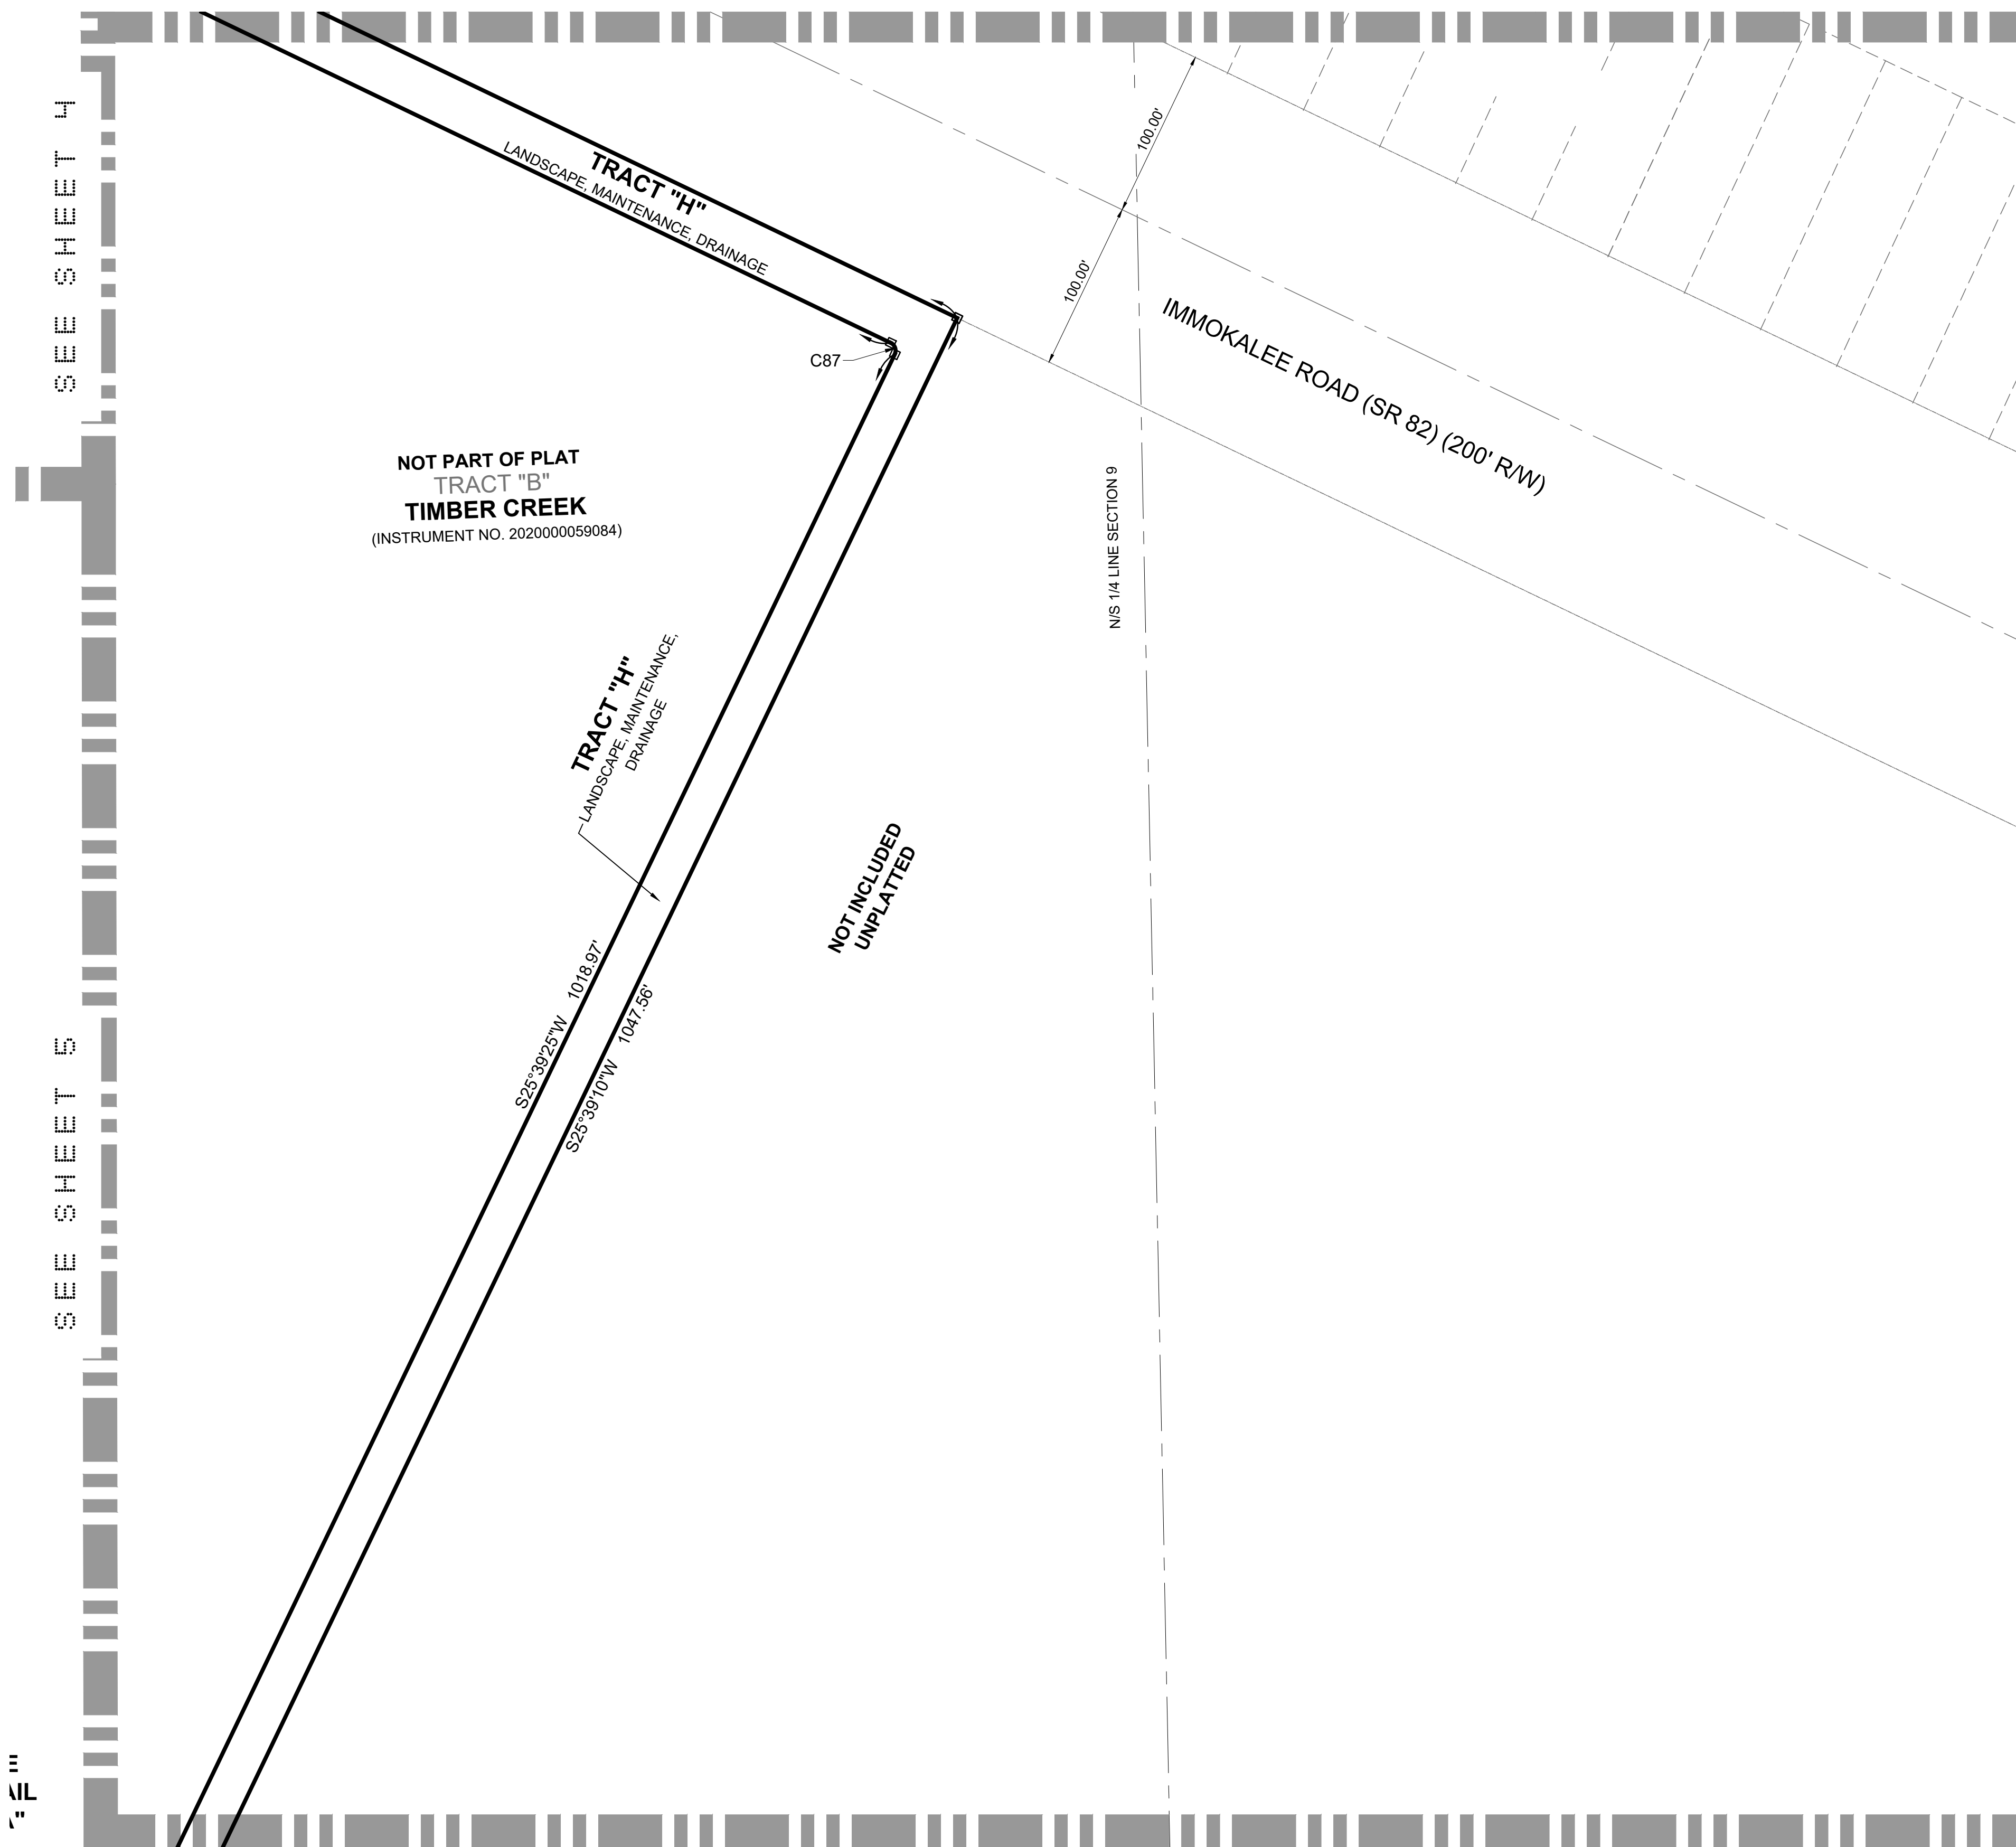 SEE SHEET 4
TRACT "H"
LANDSCAPE, MAINTENANCE, DRAINAGE
100.00'
100.00'
IMMOKALEE ROAD (SR 82) (200' R/W)
C87
NOT PART OF PLAT
TRACT "B"
TIMBER CREEK
(INSTRUMENT NO. 2020000059084)
N/S 1/4 LINE SECTION 9
TRACT "H"
LANDSCAPE, MAINTENANCE,
DRAINAGE
NOT INCLUDED
UNPLATTED
S25°39'25"W 1018.97'
S25°39'10"W 1047.56'
SEE SHEET 5